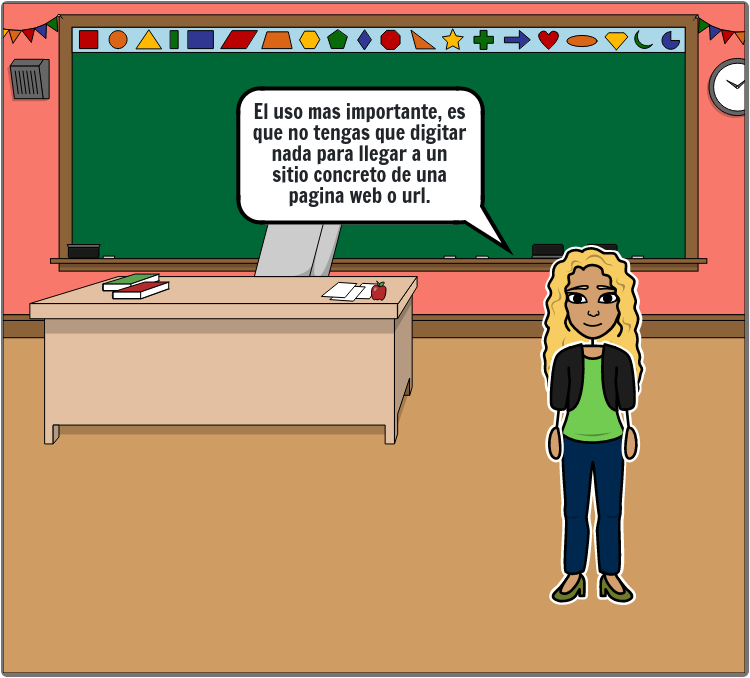 El uso mas importante, es
que no tengas que digitar
nada para llegar a un
sitio concreto de una
pagina web o url.